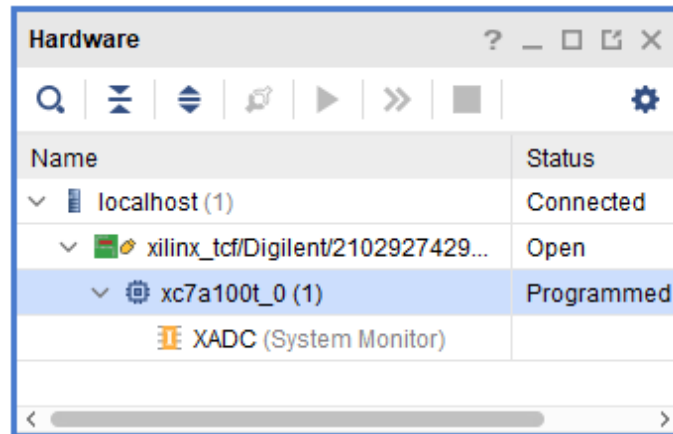 Hardware
Name Status
localhost (1) Connected
xilinx_tcf/Digilent/2102927429... Open
xc7a100t_0 (1) Programmed
XADC (System Monitor)